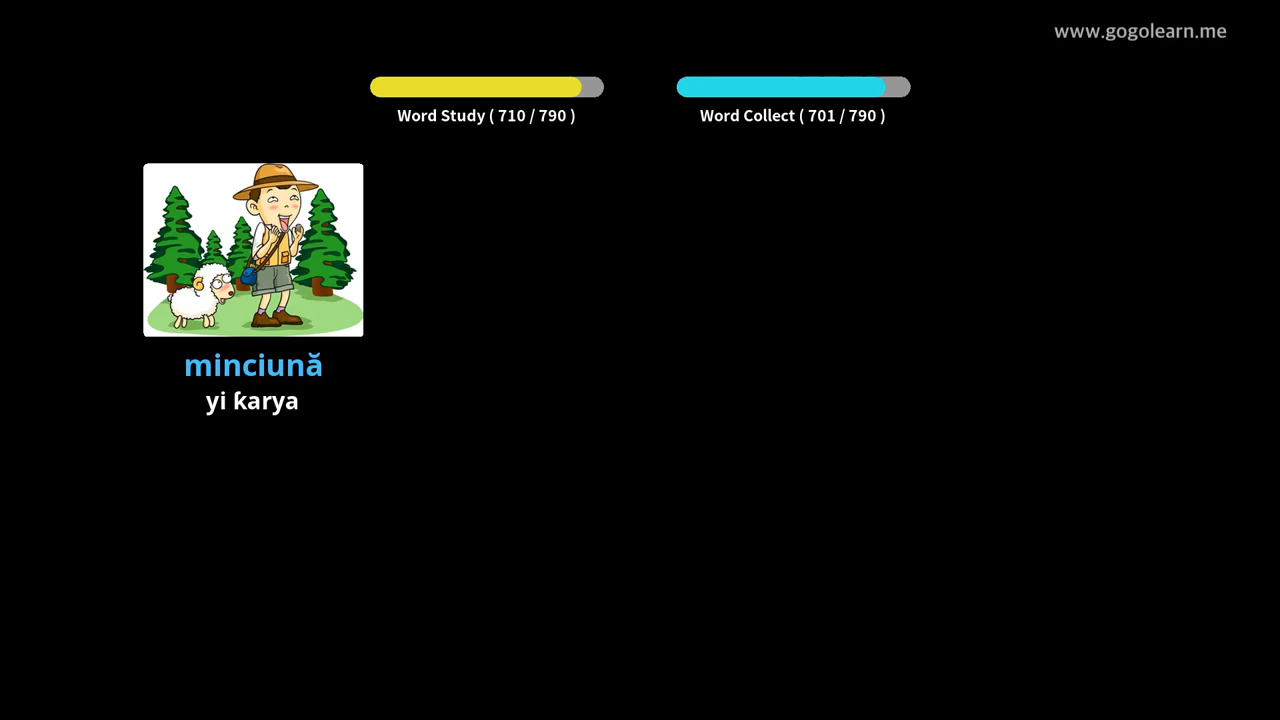 www.gogolearn.me
Word Study ( 710 / 790 )
Word Collect ( 701 / 790 )
minciună
yi ƙarya